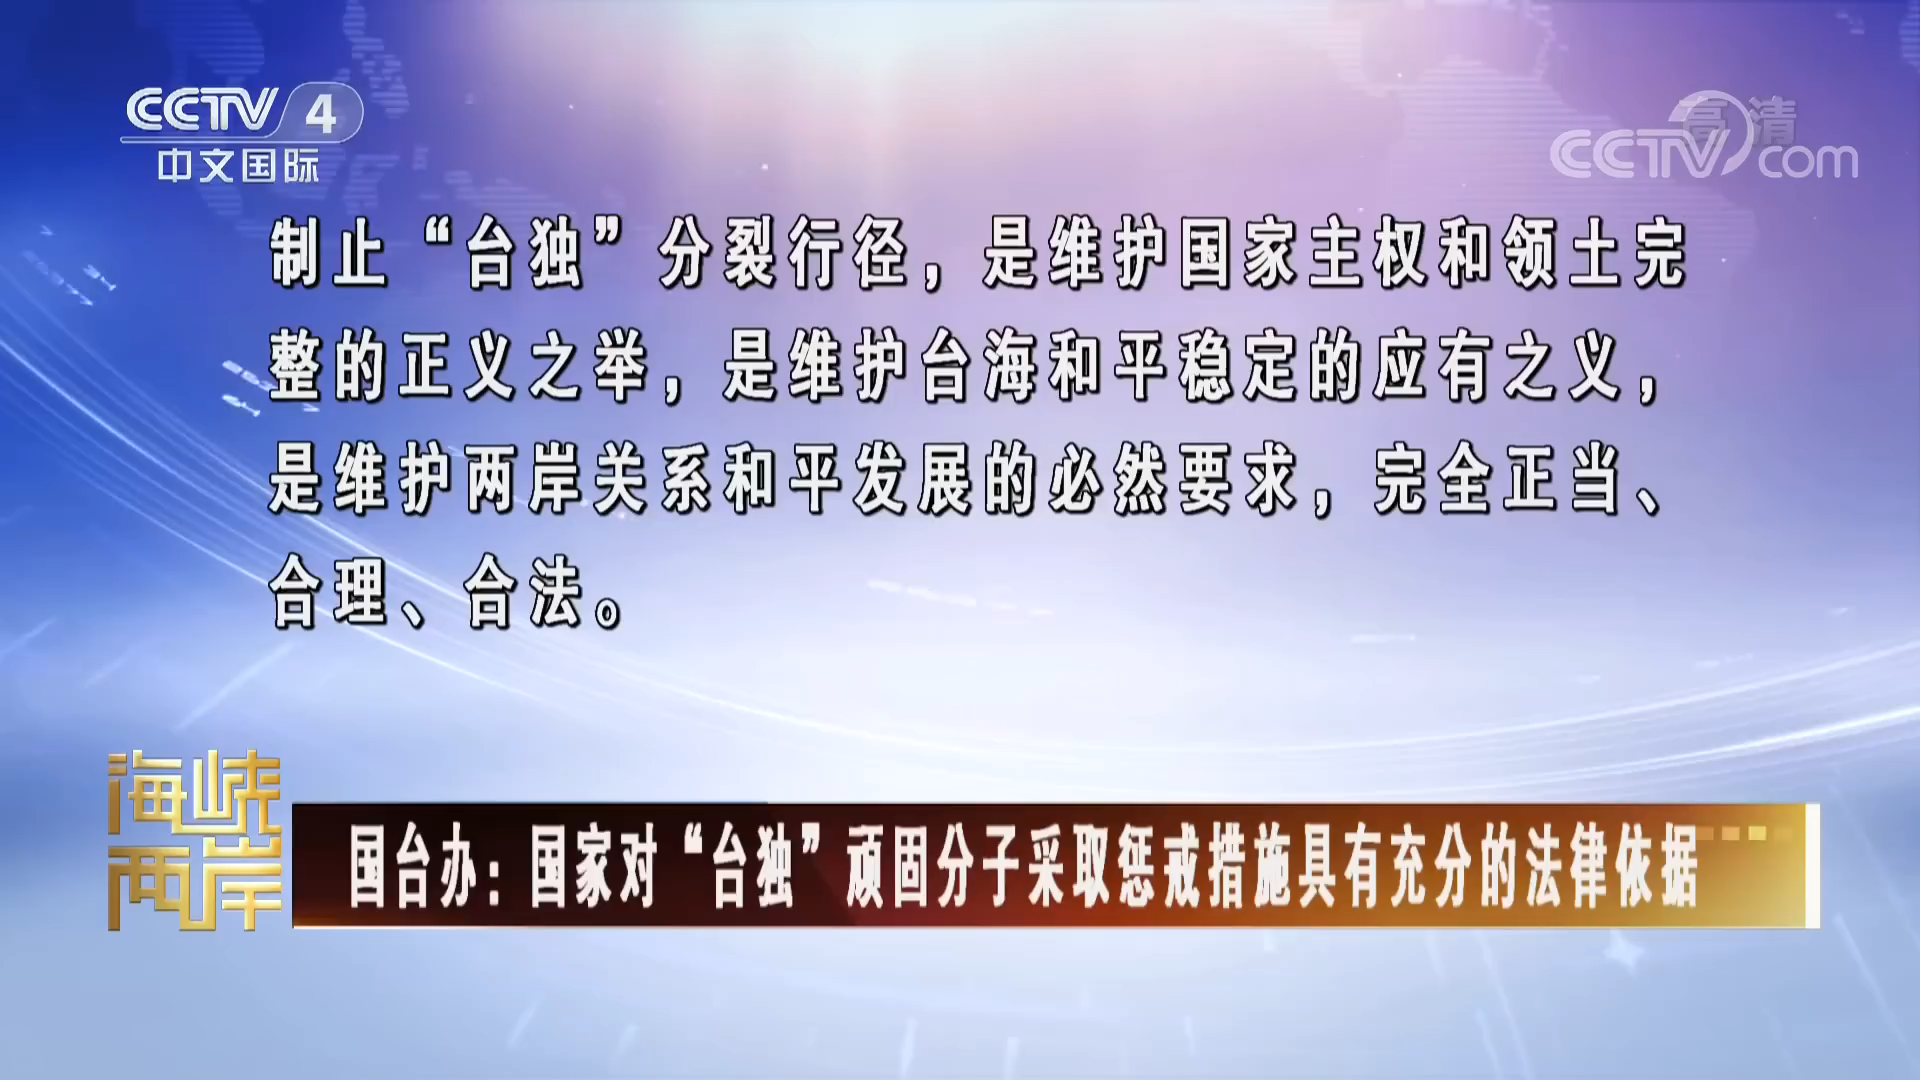 CCTV 4
中文国际
高清
CCTV com
制止“台独”分裂行径，是维护国家主权和领土完
整的正义之举，是维护台海和平稳定的应有之义，
是维护两岸关系和平发展的必然要求，完全正当、
合理、合法。
海峡
两岸
国台办：国家对“台独”顽固分子采取惩戒措施具有充分的法律依据